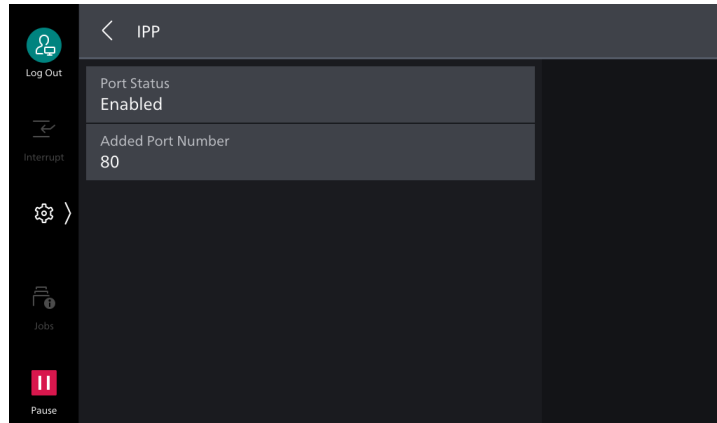 IPP
Log Out
Port Status
Enabled
Added Port Number
80
Interrupt
Jobs
Pause